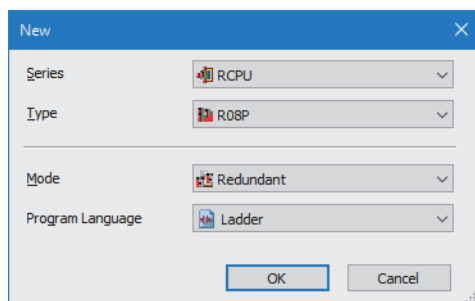 New
Series RCPU
Type R08P
Mode Redundant
Program Language Ladder
OK Cancel